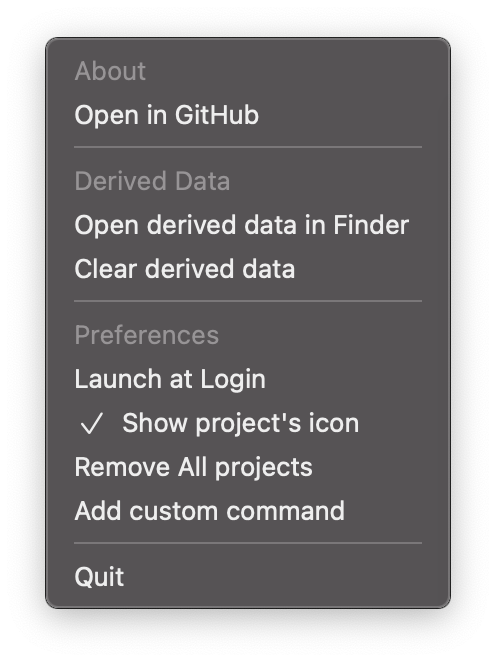 About
Open in GitHub
Derived Data
Open derived data in Finder
Clear derived data
Preferences
Launch at Login
✓ Show project's icon
Remove All projects
Add custom command
Quit